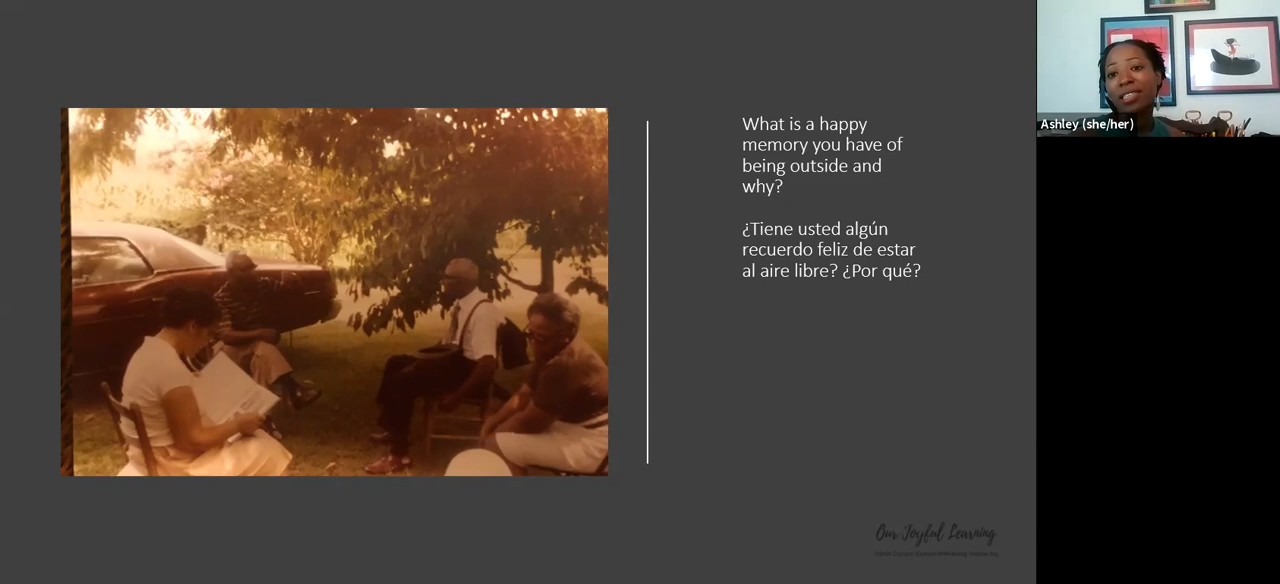 What is a happy
memory you have of
being outside and
why?
¿Tiene usted algún
recuerdo feliz de estar
al aire libre? ¿Por qué?
Our Joyful Learning
Ashley (she/her)